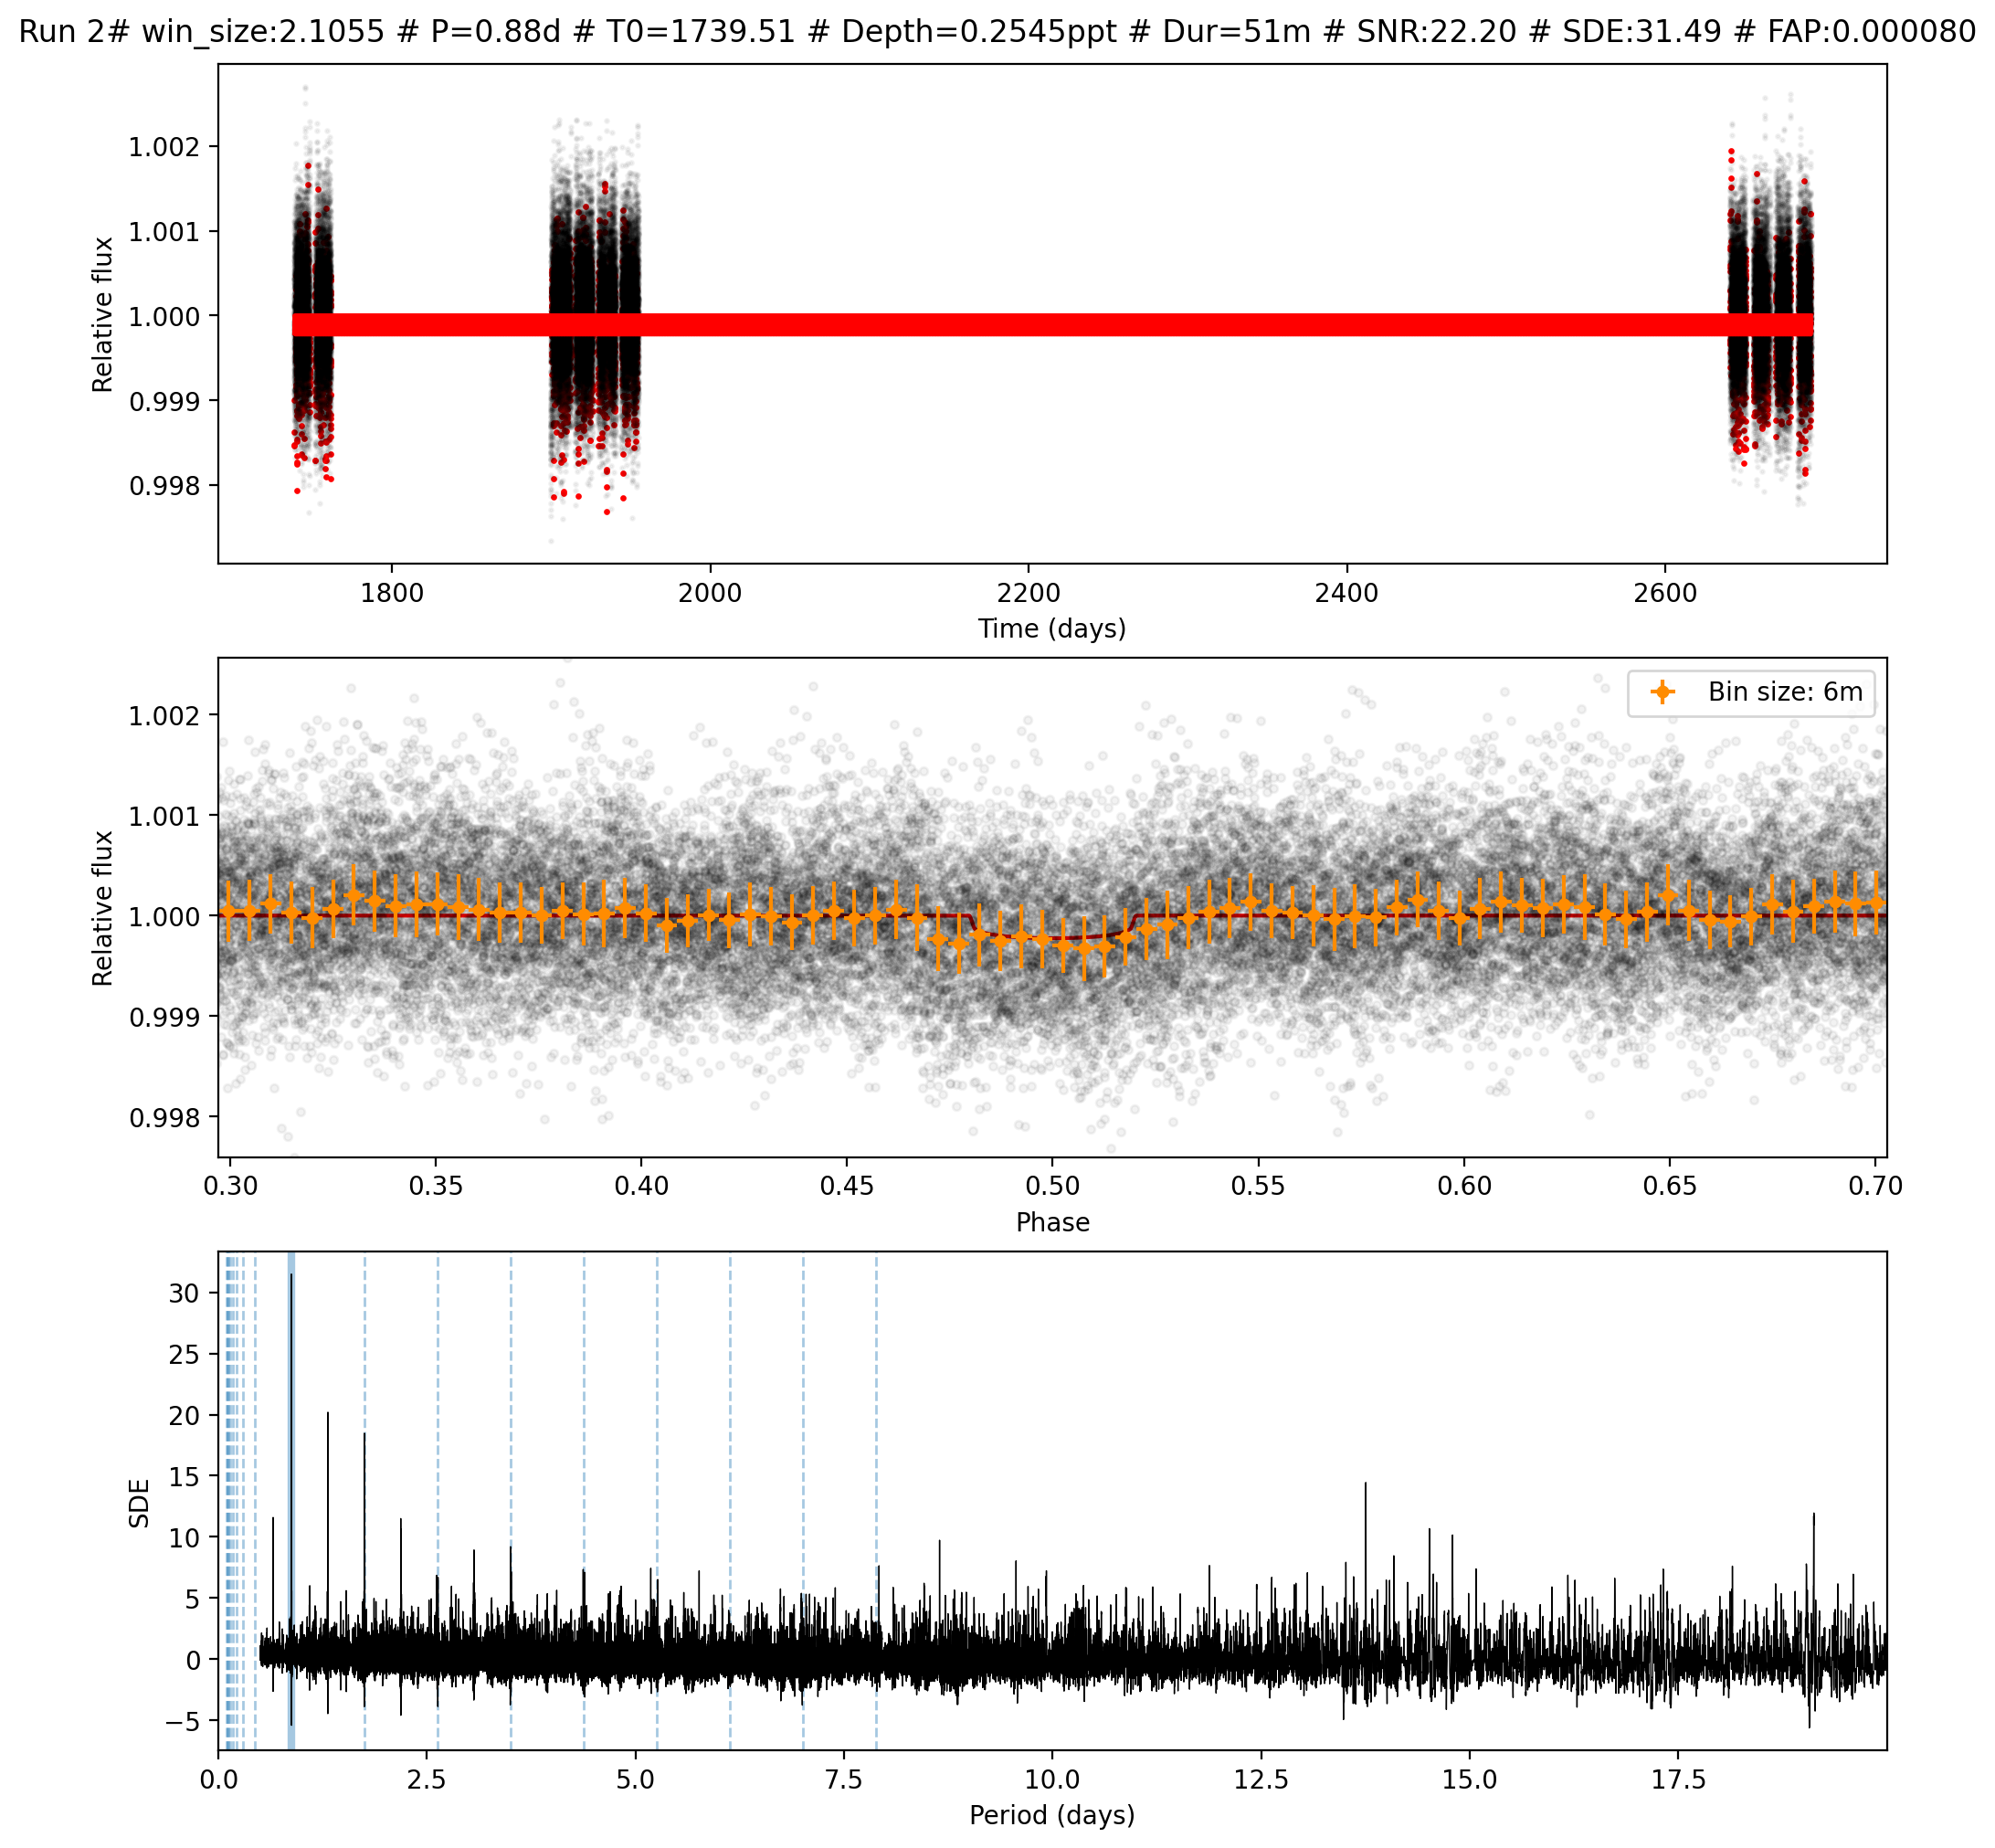 Run 2# win_size:2.1055 # P=0.88d # T0=1739.51 # Depth=0.2545ppt # Dur=51m # SNR:22.20 # SDE:31.49 # FAP:0.000080
1.002
1.001
1.000
0.999
0.998
Relative flux
1800 2000 2200 2400 2600
Time (days)
Bin size: 6m
1.002
1.001
1.000
0.999
0.998
Relative flux
0.30 0.35 0.40 0.45 0.50 0.55 0.60 0.65 0.70
Phase
30
25
20
15
10
5
0
−5
SDE
0.0 2.5 5.0 7.5 10.0 12.5 15.0 17.5
Period (days)